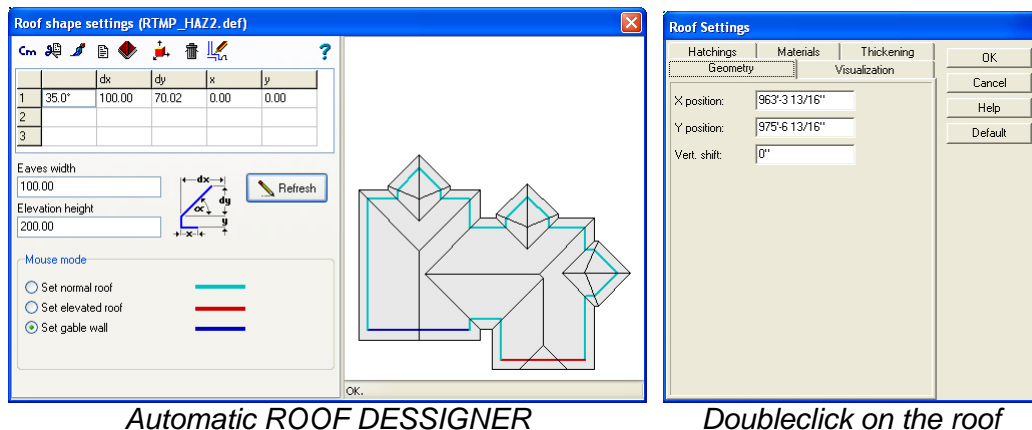 Roof shape settings (RTMP_HAZ2.def)
Cm
?
dx dy x y
1 35.0° 100.00 70.02 0.00 0.00
2
3
Eaves width
100.00
Elevation height
200.00
dx
dy
α
y
x
Refresh
Mouse mode
Set normal roof
Set elevated roof
Set gable wall
OK.
Automatic ROOF DESSIGNER
Roof Settings
Hatchings Materials Thickening
Geometry Visualization
X position: 963'-3 13/16"
Y position: 975'-6 13/16"
Vert. shift: 0"
OK
Cancel
Help
Default
Doubleclick on the roof